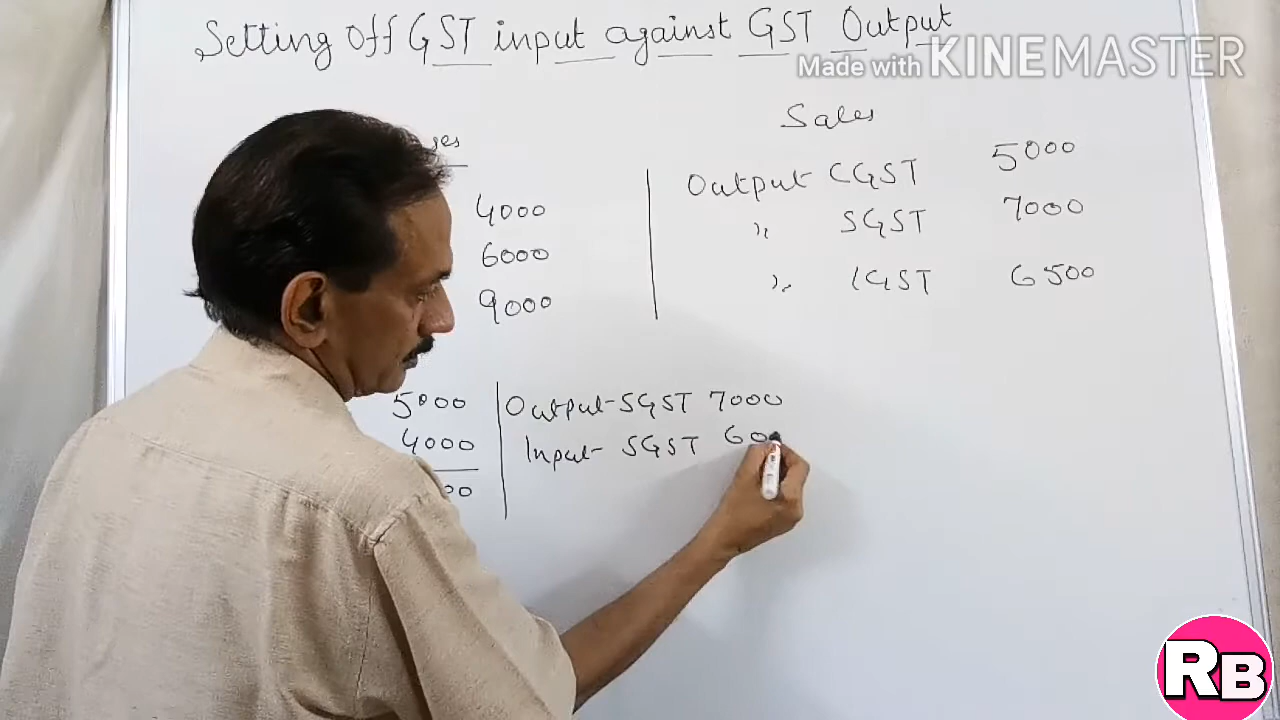 Setting Off GST input against GST Output
Made with KINEMASTER
Sales
4000
6000
9000
Output CGST 5000
" SGST 7000
" IGST 6500
5000
4000
Output-SGST 7000
Input- SGST 600
RB